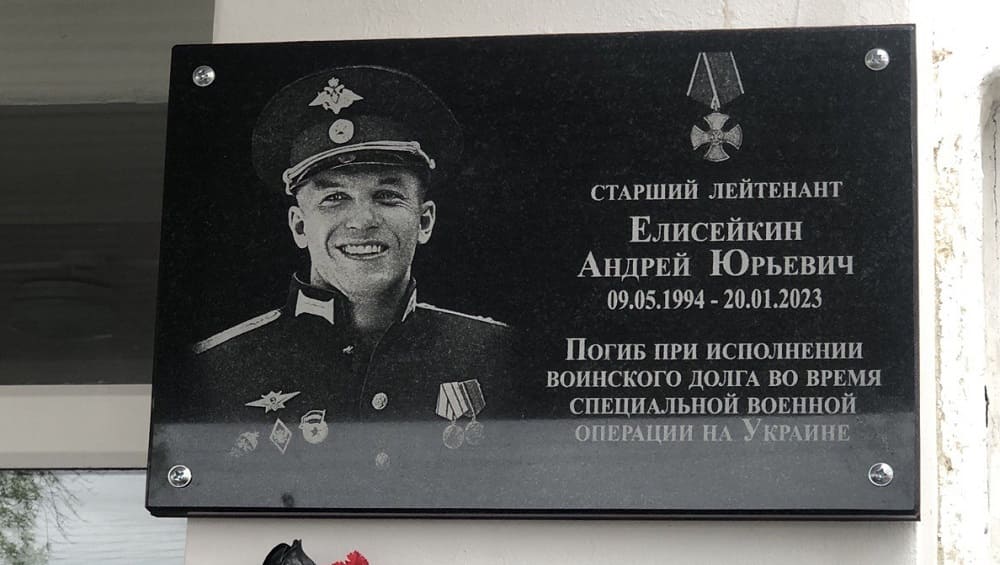 СТАРШИЙ ЛЕЙТЕНАНТ
ЕЛИСЕЙКИН
АНДРЕЙ ЮРЬЕВИЧ
09.05.1994 - 20.01.2023
ПОГИБ ПРИ ИСПОЛНЕНИИ
ВОИНСКОГО ДОЛГА ВО ВРЕМЯ
СПЕЦИАЛЬНОЙ ВОЕННОЙ
ОПЕРАЦИИ НА УКРАИНЕ